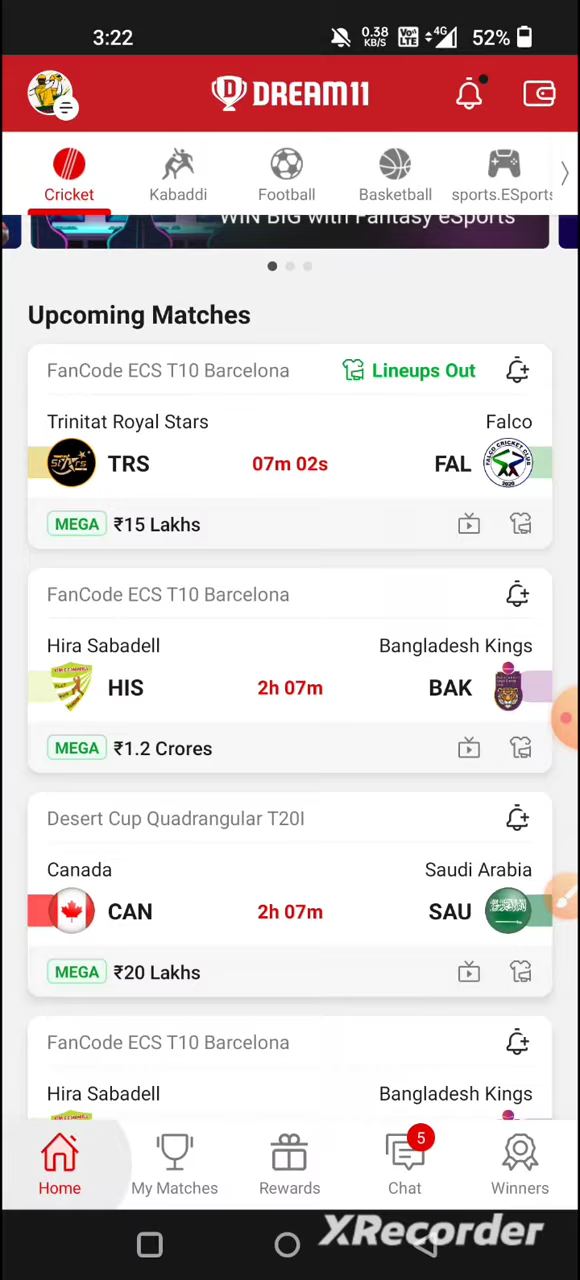 3:22
0.38 KB/S
VoD LTE
4G
52%
DREAM11
Cricket
Kabaddi
Football
Basketball
sports.ESports
WIN BIG with Fantasy eSports
Upcoming Matches
FanCode ECS T10 Barcelona
Lineups Out
Trinitat Royal Stars
Falco
TRS
07m 02s
FAL
MEGA ₹15 Lakhs
FanCode ECS T10 Barcelona
Hira Sabadell
Bangladesh Kings
HIS
2h 07m
BAK
MEGA ₹1.2 Crores
Desert Cup Quadrangular T20I
Canada
Saudi Arabia
CAN
2h 07m
SAU
MEGA ₹20 Lakhs
FanCode ECS T10 Barcelona
Hira Sabadell
Bangladesh Kings
Home
My Matches
Rewards
5
Chat
Winners
XRecorder